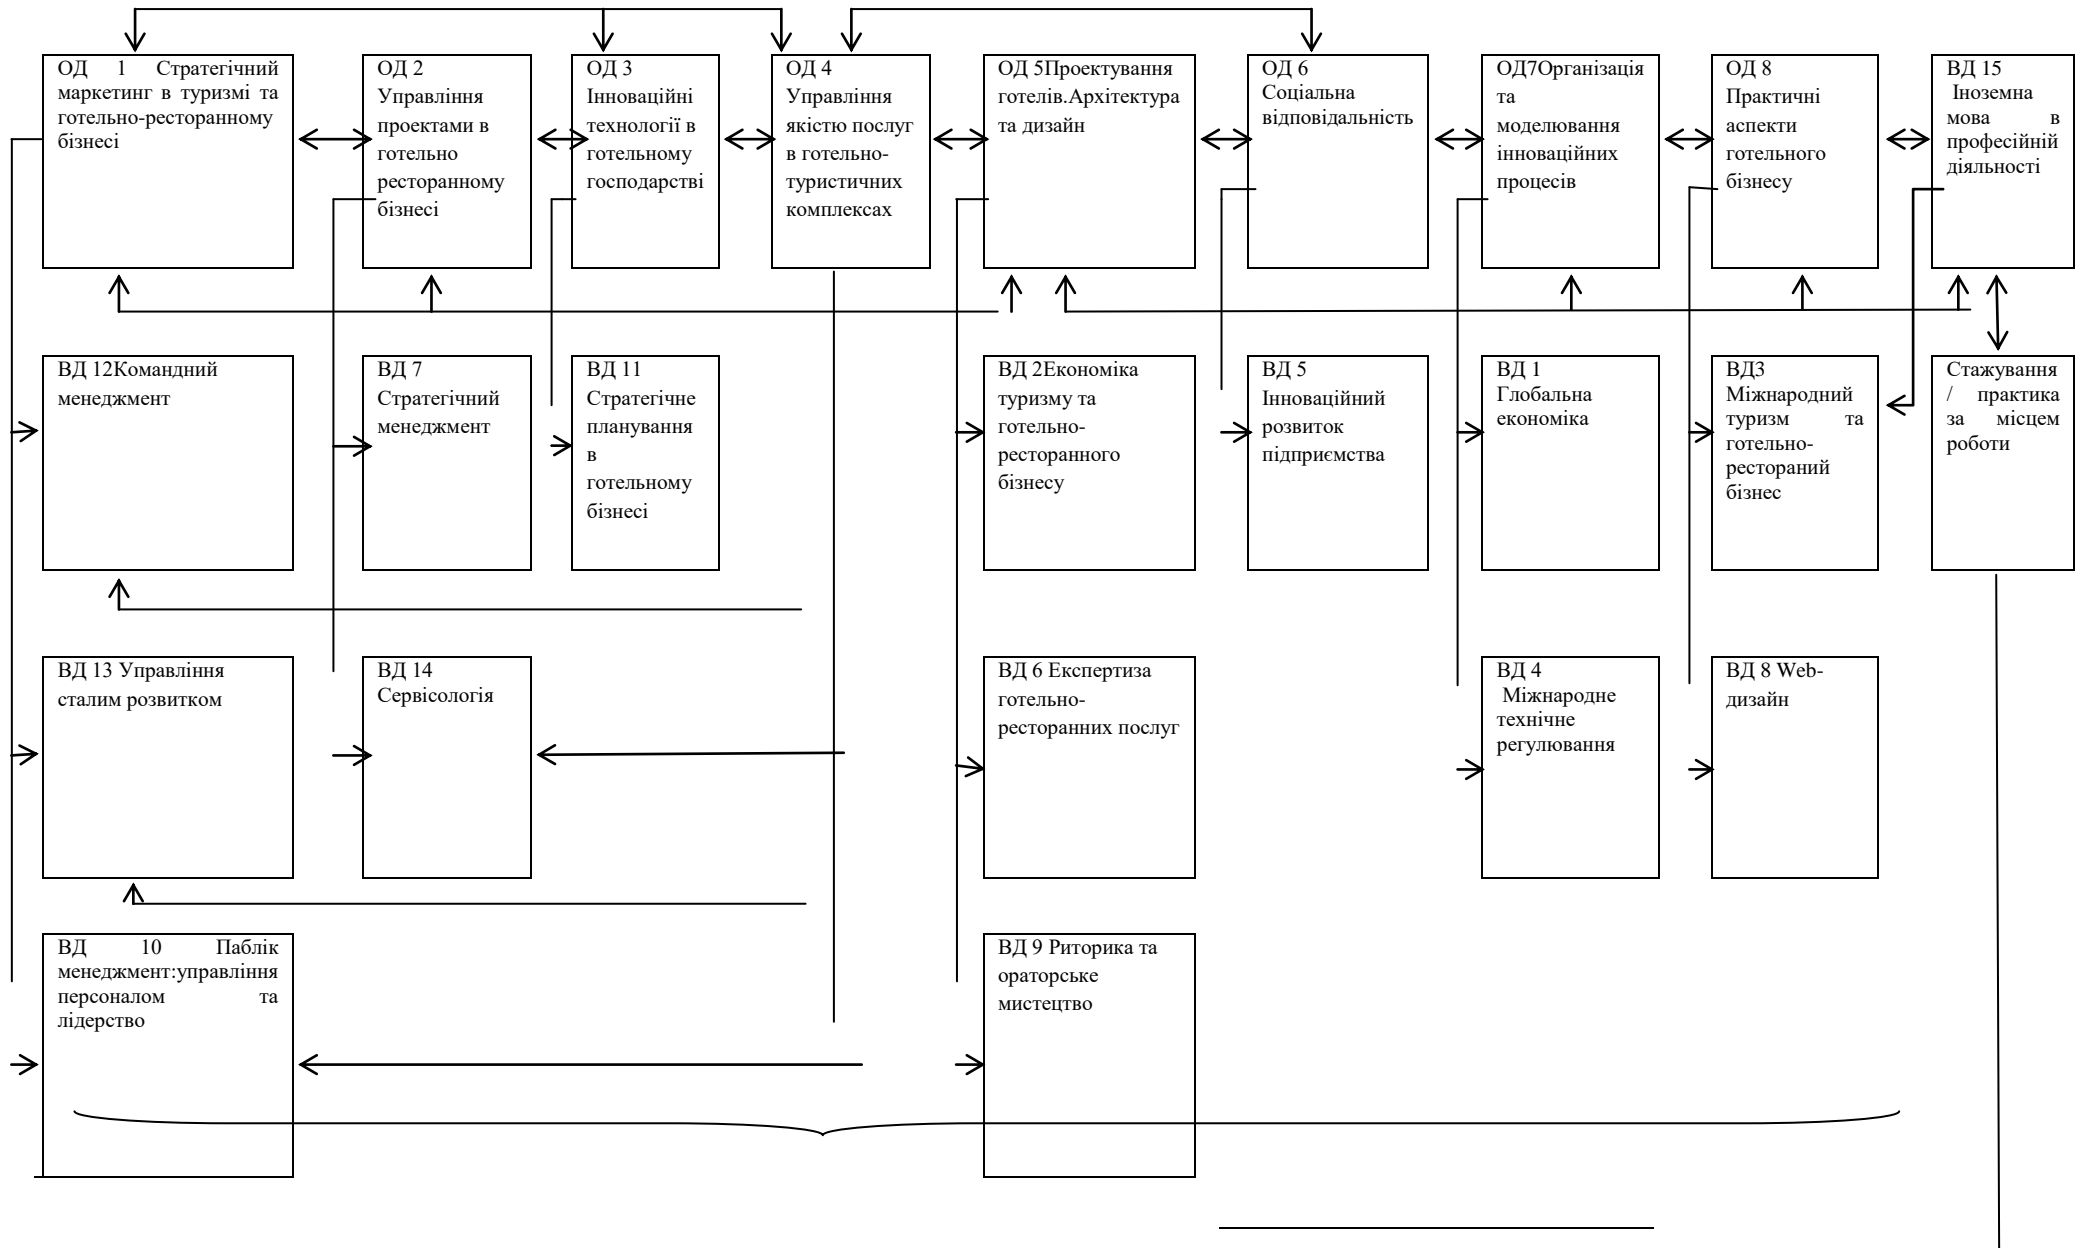 ОД 1 Стратегічний
маркетинг в туризмі та
готельно-ресторанному
бізнесі
ОД 2
Управління
проектами в
готельно
ресторанному
бізнесі
ОД 3
Інноваційні
технології в
готельному
господарстві
ОД 4
Управління
якістю послуг
в готельно-
туристичних
комплексах
ОД 5Проектування
готелів.Архітектура
та дизайн
ОД 6
Соціальна
відповідальність
ОД7Організація
та
моделювання
інноваційних
процесів
ОД 8
Практичні
аспекти
готельного
бізнесу
ВД 15
Іноземна
мова в
професійній
діяльності
ВД 12Командний
менеджмент
ВД 7
Стратегічний
менеджмент
ВД 11
Стратегічне
планування
в
готельному
бізнесі
ВД 2Економіка
туризму та
готельно-
ресторанного
бізнесу
ВД 5
Інноваційний
розвиток
підприємства
ВД 1
Глобальна
економіка
ВД3
Міжнародний
туризм та
готельно-
рестораний
бізнес
Стажування
/ практика
за місцем
роботи
ВД 13 Управління
сталим розвитком
ВД 14
Сервісологія
ВД 6 Експертиза
готельно-
ресторанних послуг
ВД 4
Міжнародне
технічне
регулювання
ВД 8 Web-
дизайн
ВД 10 Паблік
менеджмент:управління
персоналом та
лідерство
ВД 9 Риторика та
ораторське
мистецтво